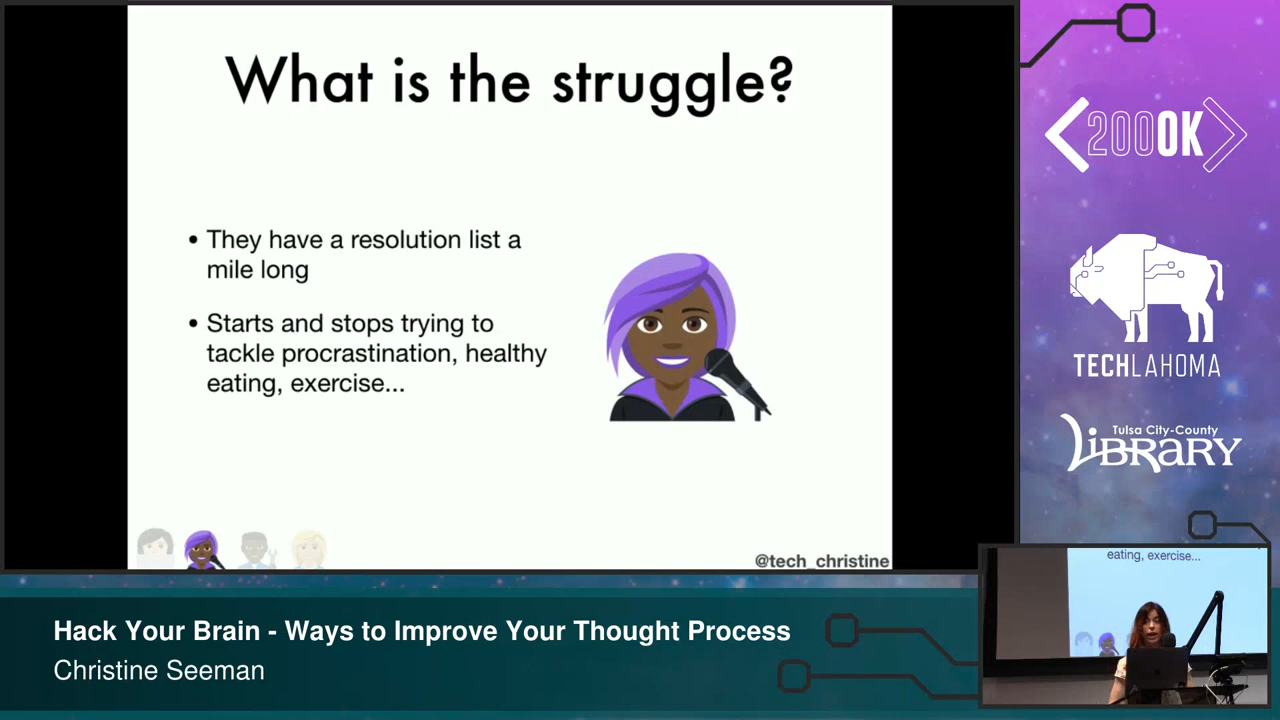 What is the struggle?
• They have a resolution list a
mile long
• Starts and stops trying to
tackle procrastination, healthy
eating, exercise...
@tech_christine
200OK
TECHLAHOMA
Tulsa City-County
LIBRARY
eating, exercise...
Hack Your Brain - Ways to Improve Your Thought Process
Christine Seeman